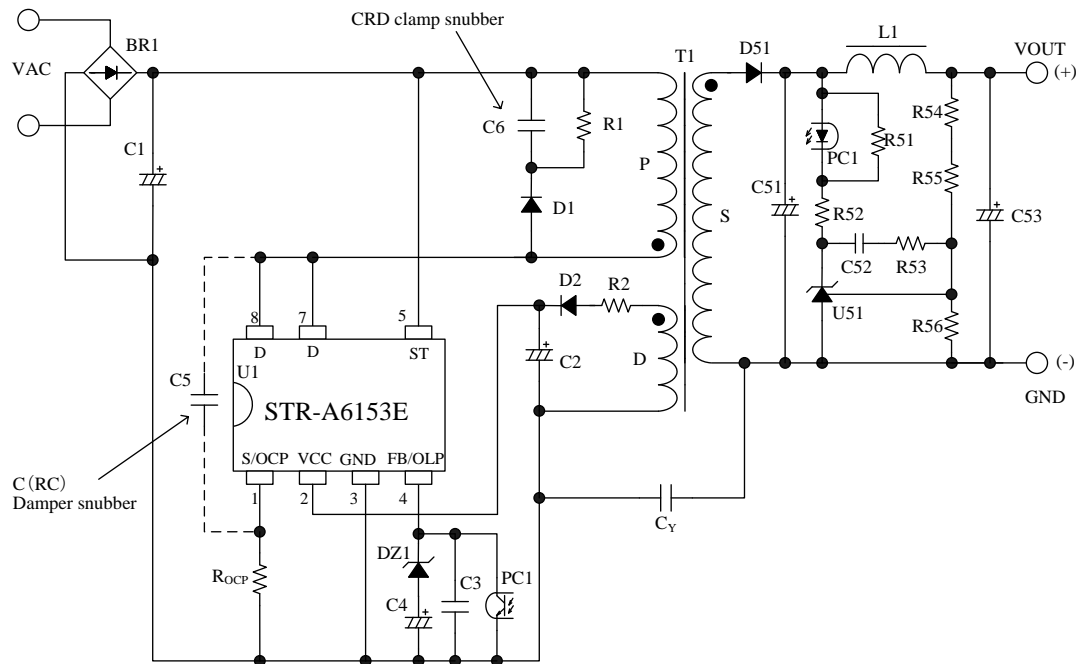 CRD clamp snubber
BR1
VAC
C1
C6
R1
P
D1
T1
S
D51
L1
VOUT
(+)
PC1
R51
R54
R55
C51
R52
C52
R53
C53
U51
R56
(-)
GND
D2
R2
C2
D
8
7
5
D
D
ST
U1
C5
STR-A6153E
S/OCP
VCC
GND
FB/OLP
1
2
3
4
C(RC)
Damper snubber
CY
ROCP
DZ1
C4
C3
PC1